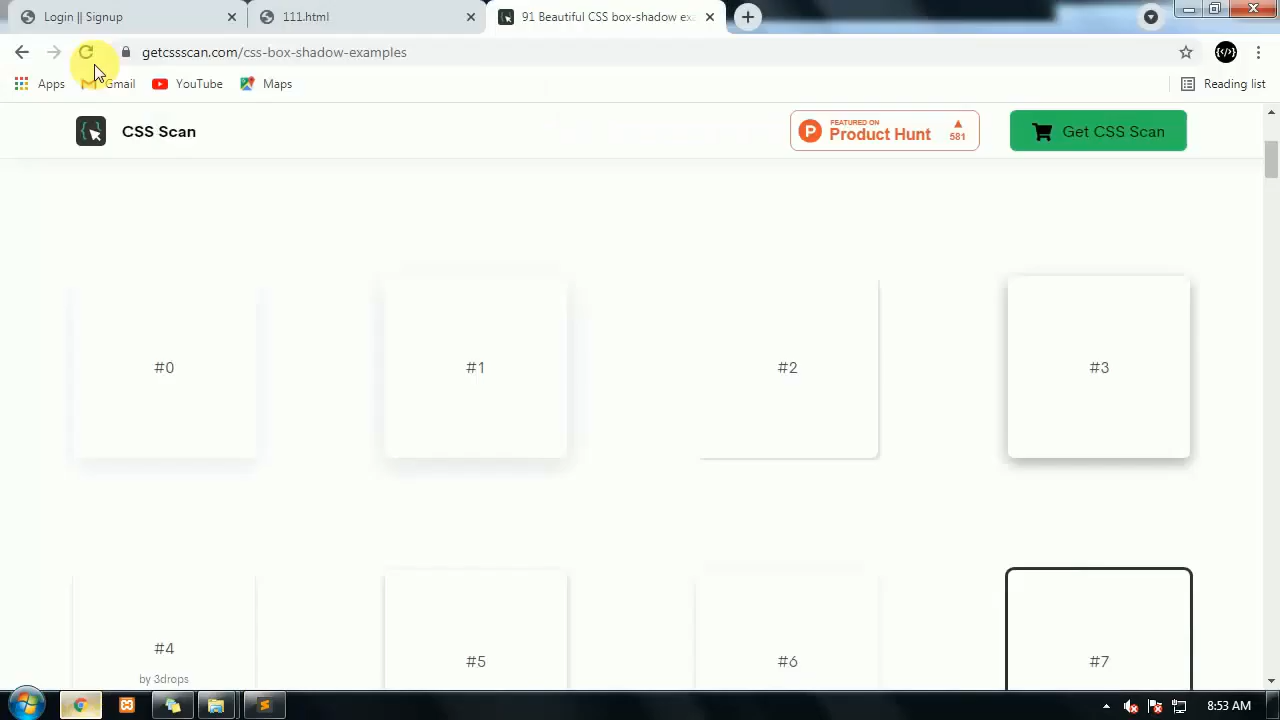 Login || Signup
111.html
91 Beautiful CSS box-shadow exa
getcssscan.com/css-box-shadow-examples
Apps
Gmail
YouTube
Maps
Reading list
CSS Scan
FEATURED ON
Product Hunt
581
Get CSS Scan
#0
#1
#2
#3
#4
by 3drops
#5
#6
#7
8:53 AM